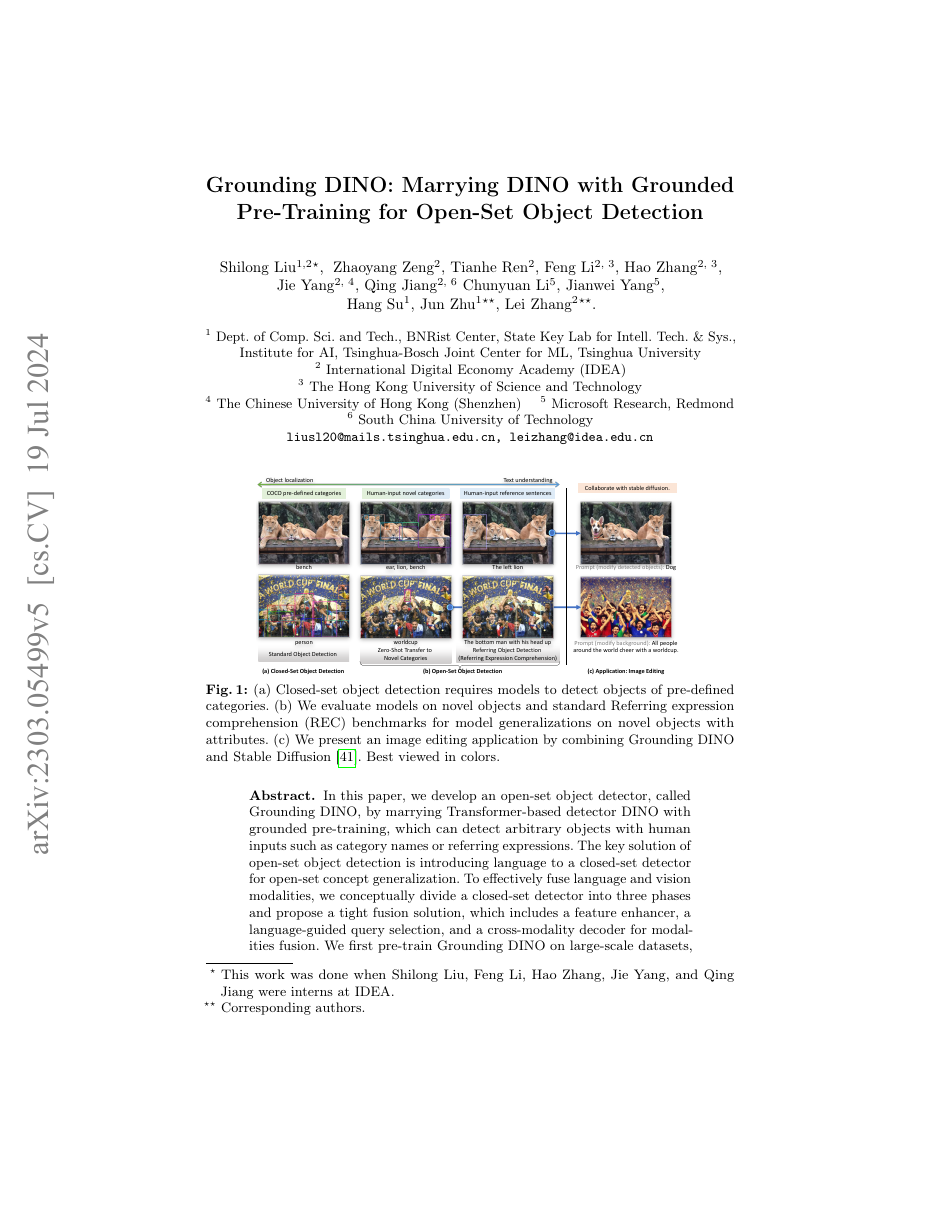 Grounding DINO: Marrying DINO with Grounded
Pre-Training for Open-Set Object Detection
Shilong Liu1,2⋆, Zhaoyang Zeng2, Tianhe Ren2, Feng Li2, 3, Hao Zhang2, 3,
Jie Yang2, 4, Qing Jiang2, 6 Chunyuan Li5, Jianwei Yang5,
Hang Su1, Jun Zhu1⋆⋆, Lei Zhang2⋆⋆.
1 Dept. of Comp. Sci. and Tech., BNRist Center, State Key Lab for Intell. Tech. & Sys.,
Institute for AI, Tsinghua-Bosch Joint Center for ML, Tsinghua University
2 International Digital Economy Academy (IDEA)
3 The Hong Kong University of Science and Technology
4 The Chinese University of Hong Kong (Shenzhen) 5 Microsoft Research, Redmond
6 South China University of Technology
liusl20@mails.tsinghua.edu.cn, leizhang@idea.edu.cn
Object localization Text understanding
COCO pre-defined categories Human-input novel categories Human-input reference sentences Collaborate with stable diffusion.
bench ear, lion, bench The left lion Prompt (modify detected objects): Dog
WORLD CUP FINAL WORLD CUP FINAL WORLD CUP FINAL
person worldcup The bottom man with his head up Prompt (modify background): All people
around the world cheer with a worldcup.
Standard Object Detection Zero-Shot Transfer to
Novel Categories Referring Object Detection
(Referring Expression Comprehension)
(a) Closed-Set Object Detection (b) Open-Set Object Detection (c) Application: Image Editing
Fig. 1: (a) Closed-set object detection requires models to detect objects of pre-defined
categories. (b) We evaluate models on novel objects and standard Referring expression
comprehension (REC) benchmarks for model generalizations on novel objects with
attributes. (c) We present an image editing application by combining Grounding DINO
and Stable Diffusion [41]. Best viewed in colors.
Abstract. In this paper, we develop an open-set object detector, called
Grounding DINO, by marrying Transformer-based detector DINO with
grounded pre-training, which can detect arbitrary objects with human
inputs such as category names or referring expressions. The key solution of
open-set object detection is introducing language to a closed-set detector
for open-set concept generalization. To effectively fuse language and vision
modalities, we conceptually divide a closed-set detector into three phases
and propose a tight fusion solution, which includes a feature enhancer, a
language-guided query selection, and a cross-modality decoder for modal-
ities fusion. We first pre-train Grounding DINO on large-scale datasets,
⋆ This work was done when Shilong Liu, Feng Li, Hao Zhang, Jie Yang, and Qing
Jiang were interns at IDEA.
⋆⋆ Corresponding authors.
arXiv:2303.05499v5 [cs.CV] 19 Jul 2024